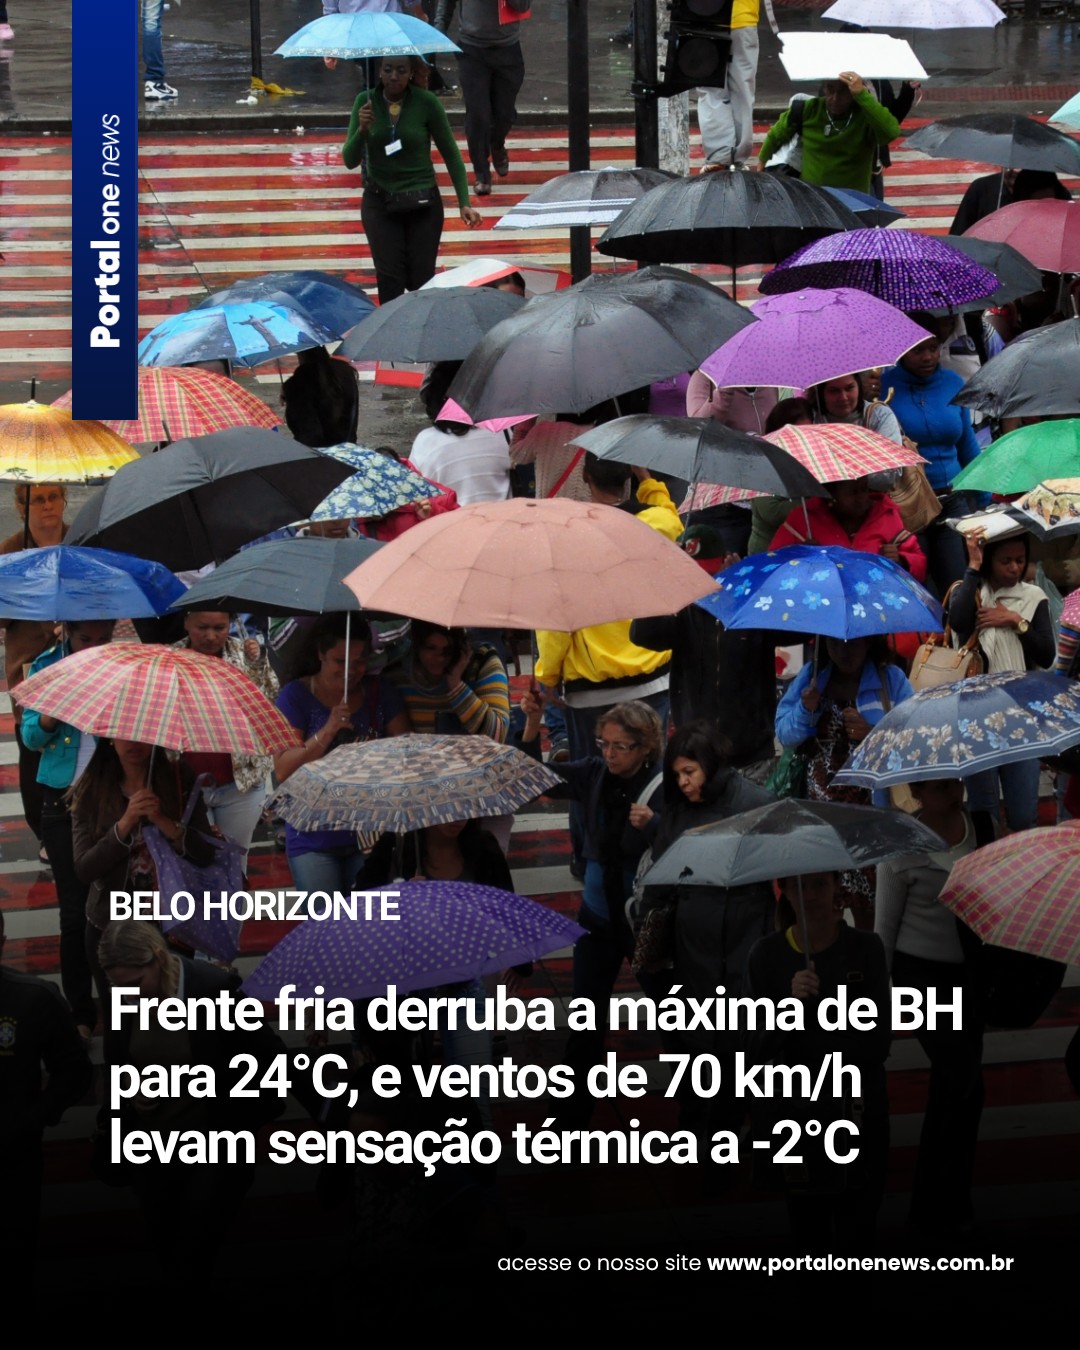 Portal one news
BELO HORIZONTE
Frente fria derruba a máxima de BH
para 24°C, e ventos de 70 km/h
levam sensação térmica a -2°C
acesse o nosso site www.portalonenews.com.br